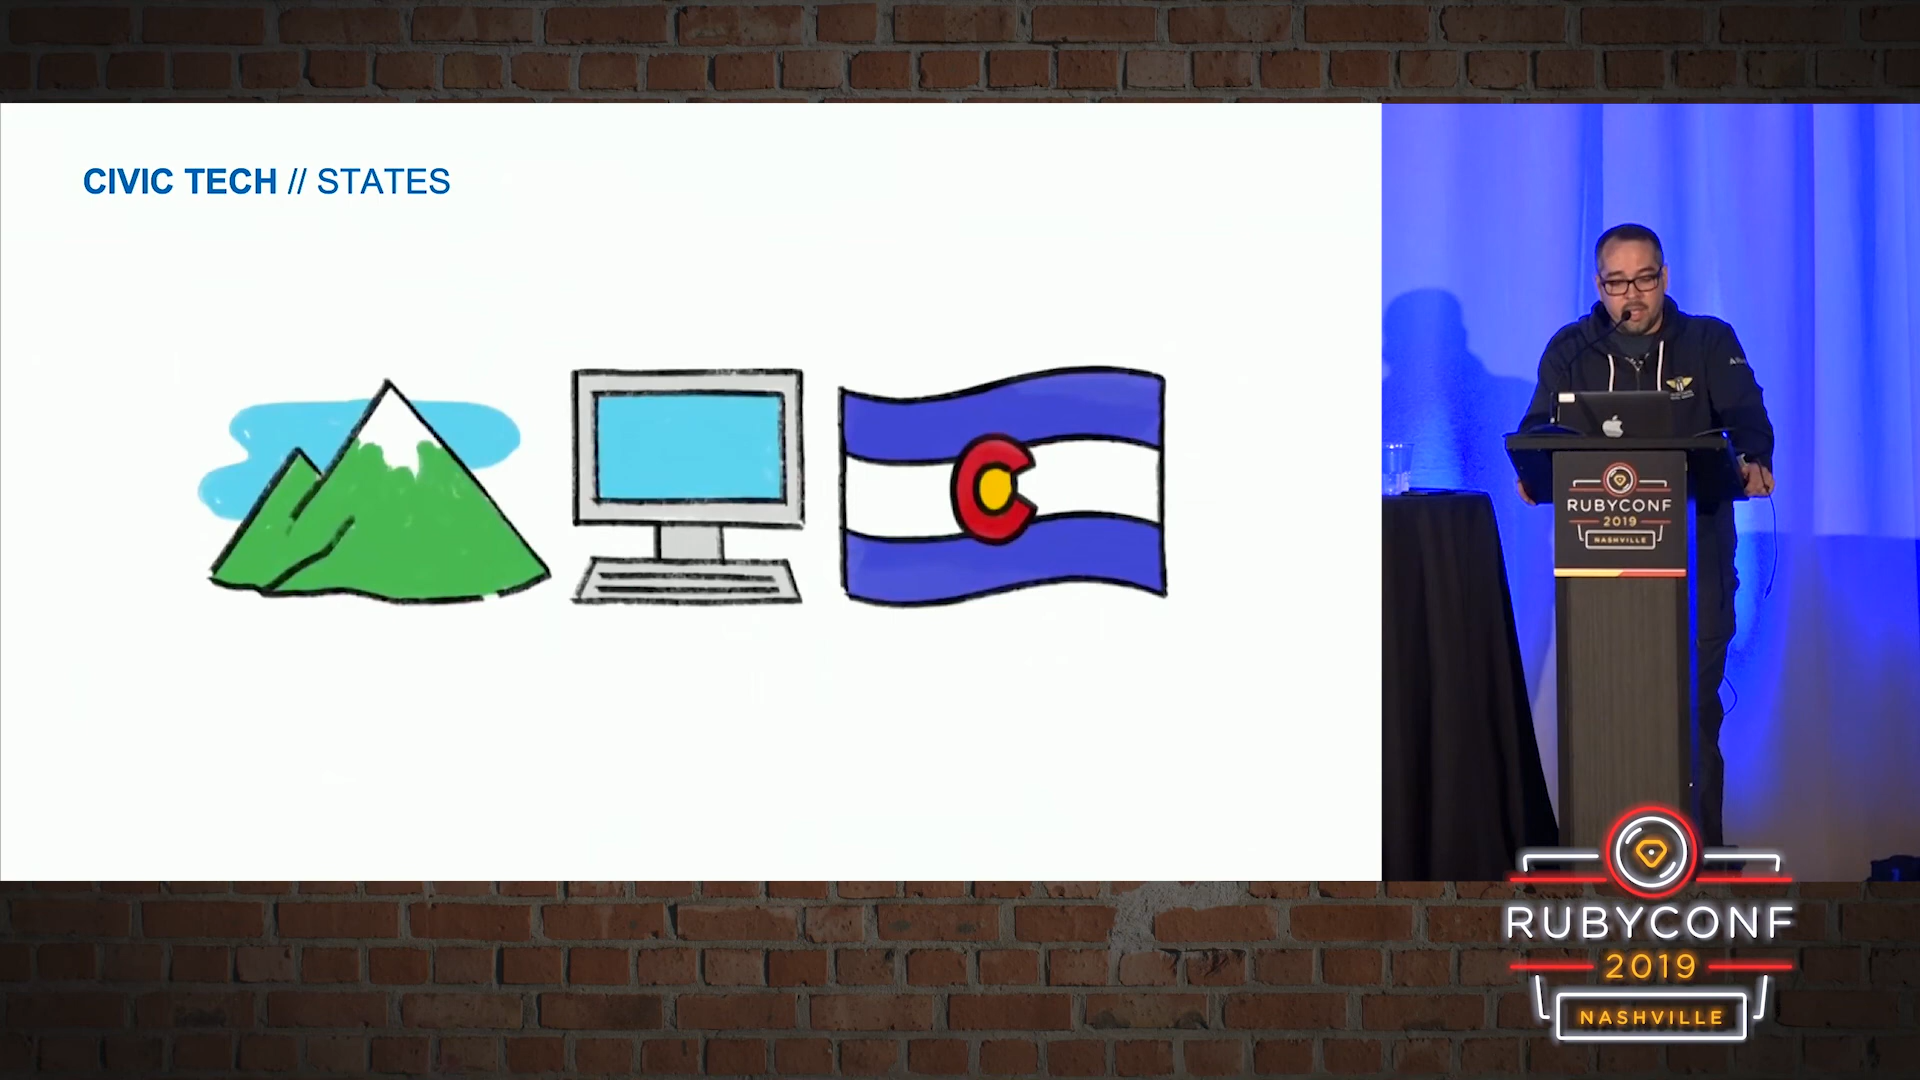 CIVIC TECH // STATES
RUBYCONF
2019
NASHVILLE
RUBYCONF
2019
NASHVILLE